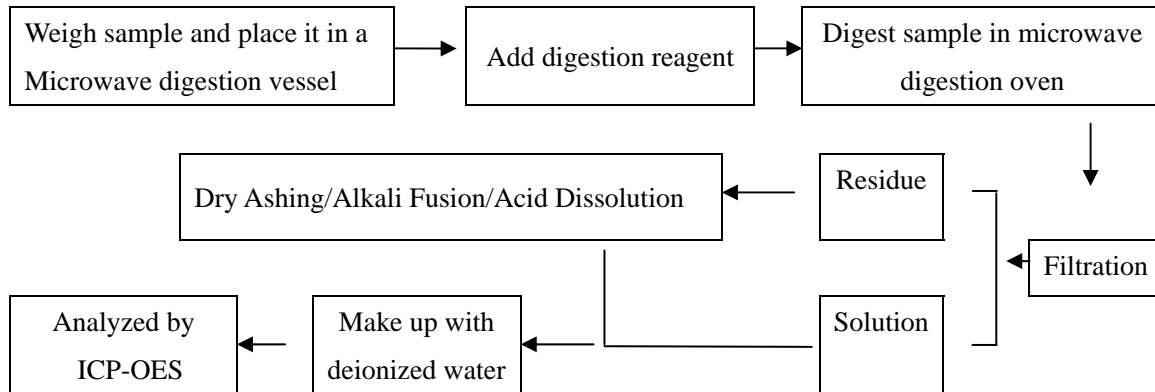 Weigh sample and place it in a
Microwave digestion vessel
Add digestion reagent
Digest sample in microwave
digestion oven
Dry Ashing/Alkali Fusion/Acid Dissolution
Residue
Filtration
Analyzed by
ICP-OES
Make up with
deionized water
Solution